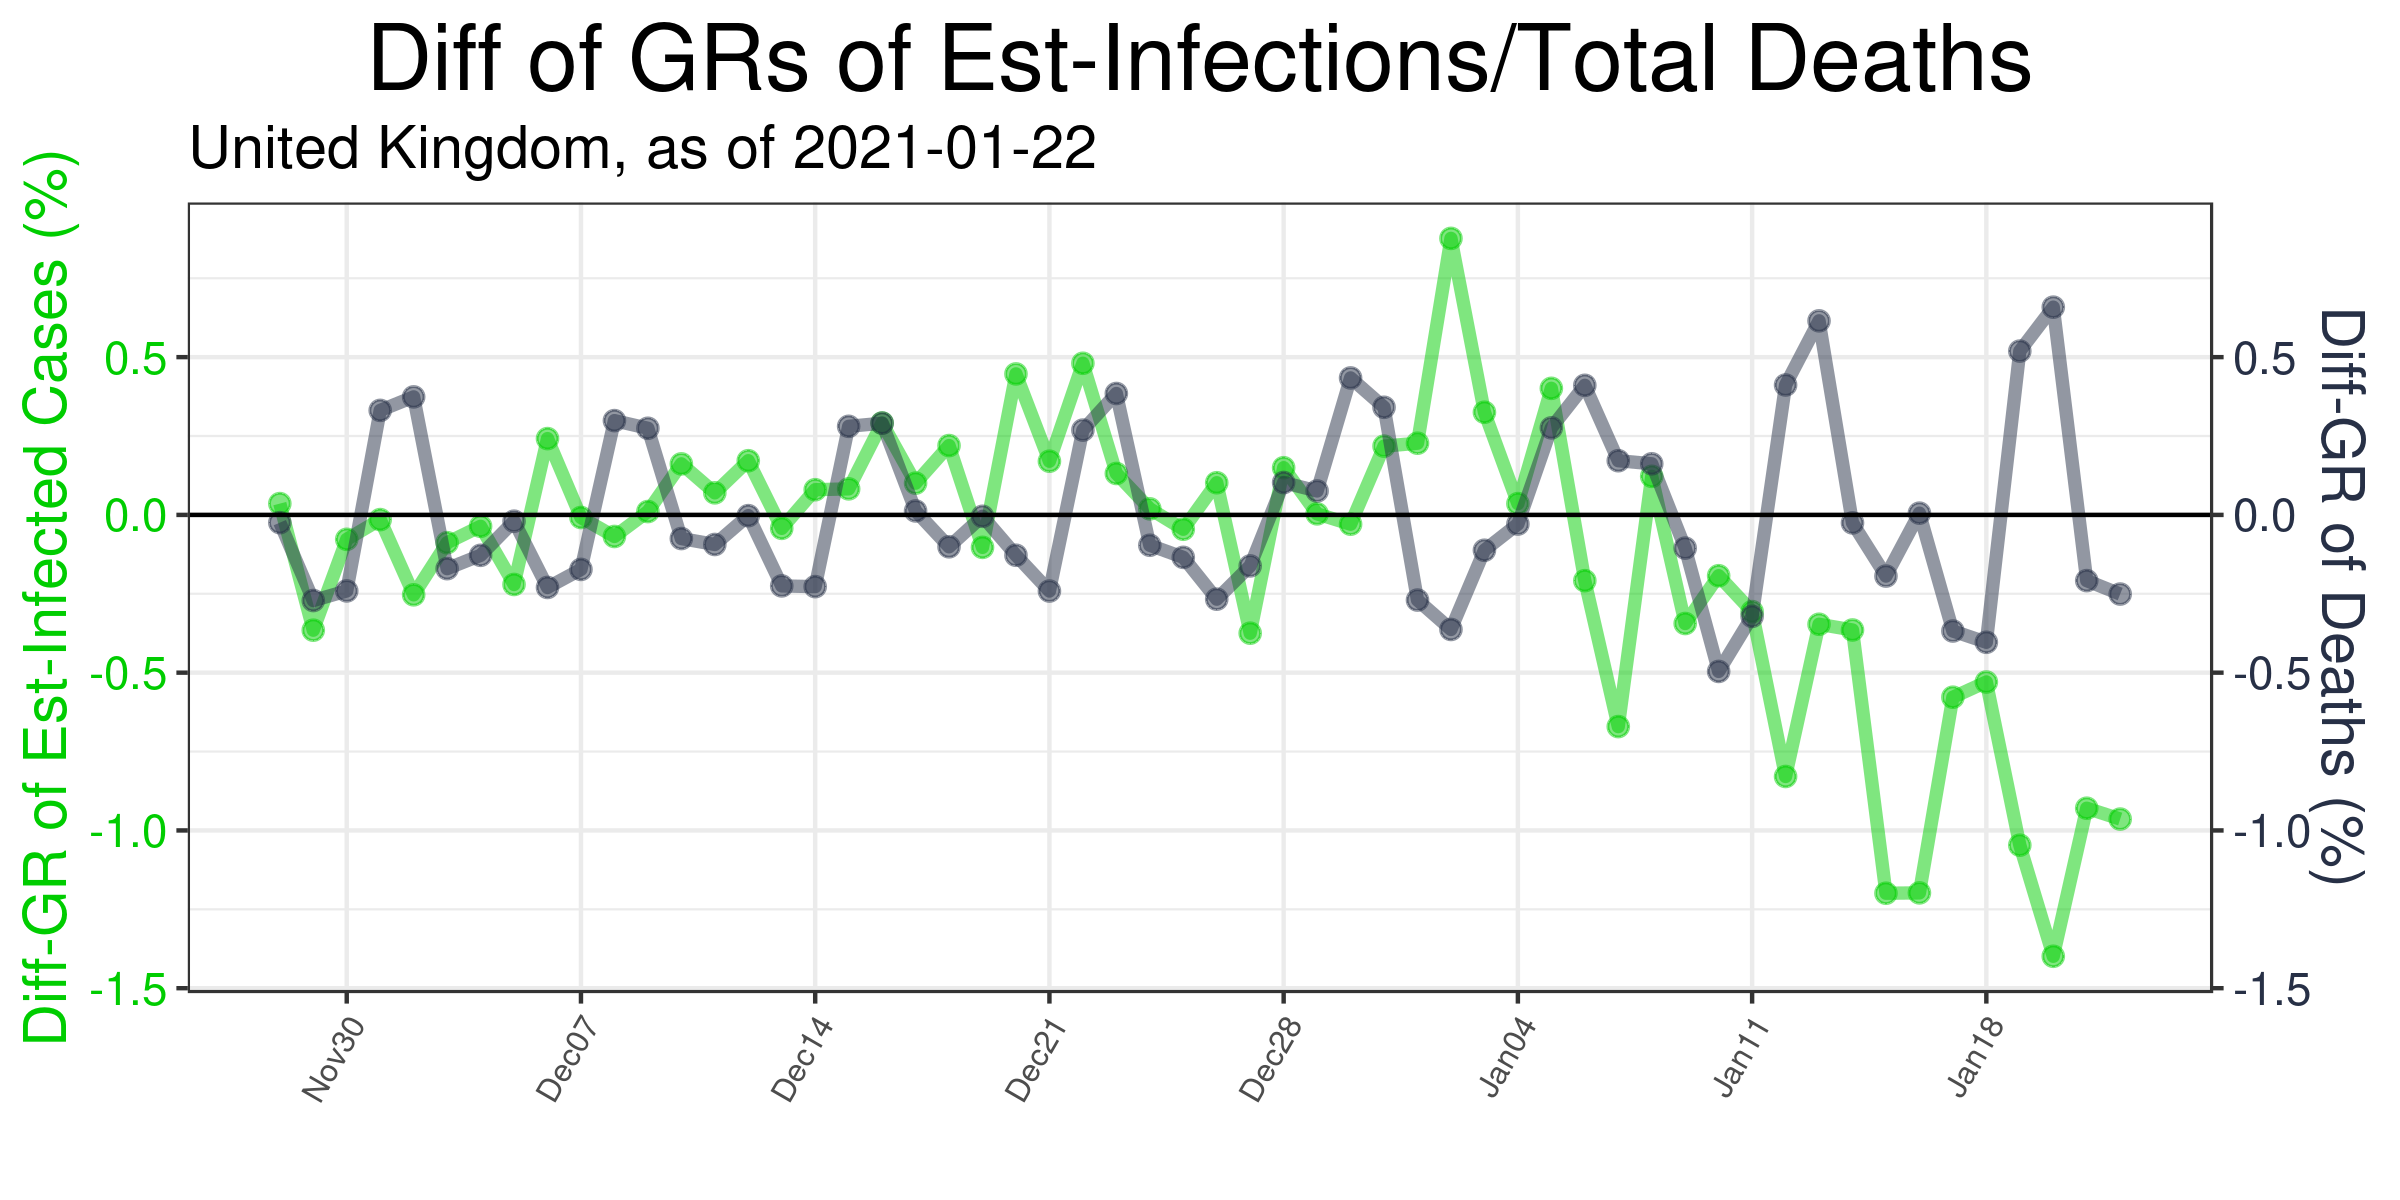 Diff of GRs of Est-Infections/Total Deaths
United Kingdom, as of 2021-01-22
Diff-GR of Est-Infected Cases (%)
0.5
0.0
-0.5
-1.0
-1.5
0.5
0.0
-0.5
-1.0
-1.5
Diff-GR of Deaths (%)
Nov30
Dec07
Dec14
Dec21
Dec28
Jan04
Jan11
Jan18